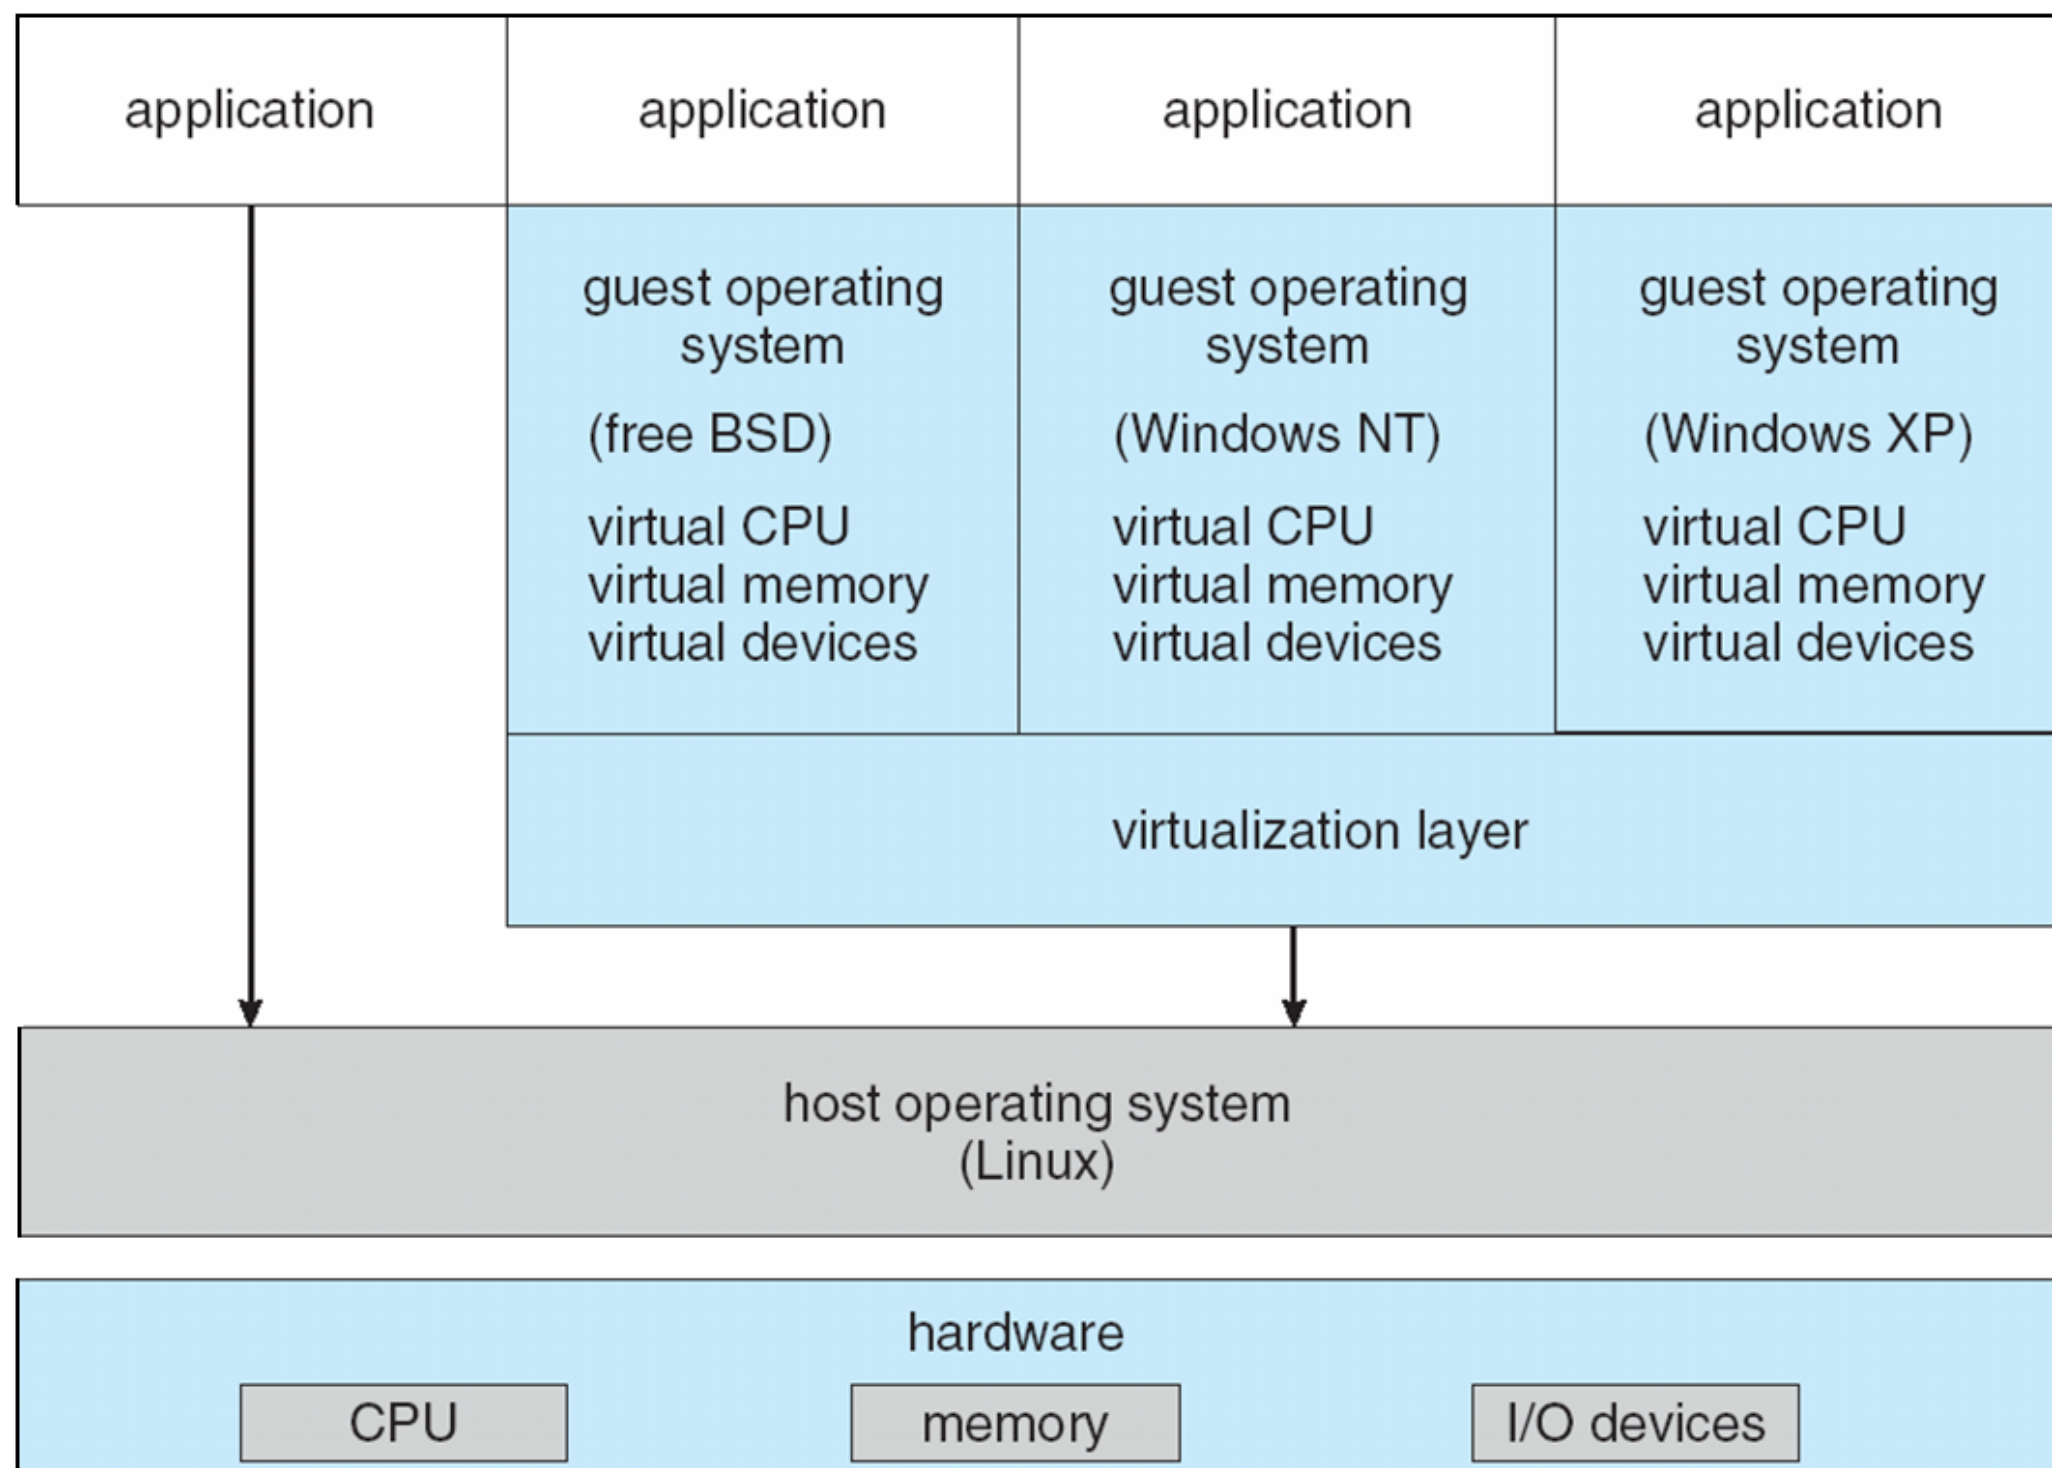 application
application
application
application
guest operating
system
(free BSD)
virtual CPU
virtual memory
virtual devices
guest operating
system
(Windows NT)
virtual CPU
virtual memory
virtual devices
guest operating
system
(Windows XP)
virtual CPU
virtual memory
virtual devices
virtualization layer
host operating system
(Linux)
hardware
CPU
memory
I/O devices